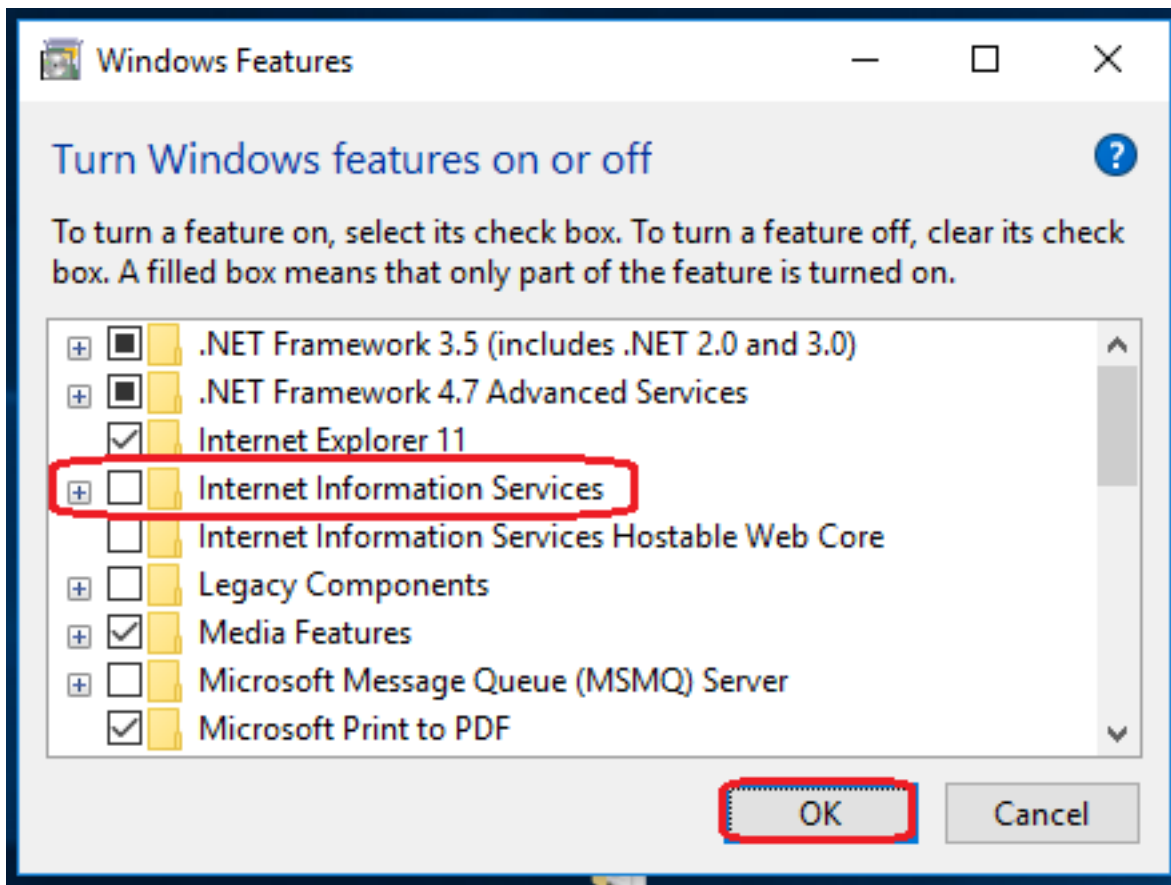 Windows Features
Turn Windows features on or off
?
To turn a feature on, select its check box. To turn a feature off, clear its check
box. A filled box means that only part of the feature is turned on.
.NET Framework 3.5 (includes .NET 2.0 and 3.0)
.NET Framework 4.7 Advanced Services
Internet Explorer 11
Internet Information Services
Internet Information Services Hostable Web Core
Legacy Components
Media Features
Microsoft Message Queue (MSMQ) Server
Microsoft Print to PDF
OK Cancel